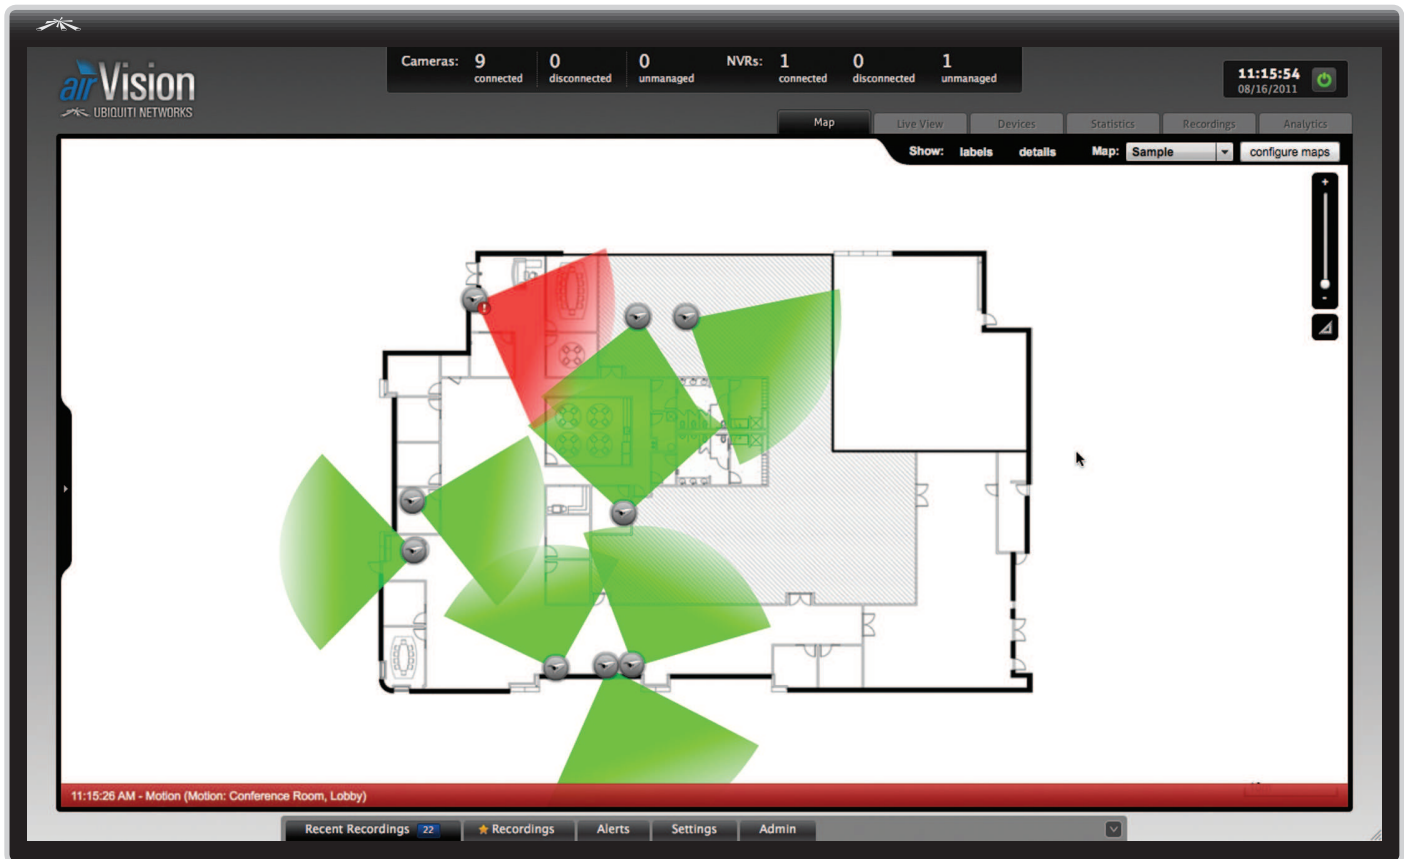 airVision
UBIQUITI NETWORKS
Cameras: 9 connected 0 disconnected 0 unmanaged NVRs: 1 connected 0 disconnected 1 unmanaged
11:15:54
08/16/2011
Map Live View Devices Statistics Recordings Analytics
Show: labels details Map: Sample configure maps
+
-
11:15:26 AM - Motion (Motion: Conference Room, Lobby)
Recent Recordings 22 Recordings Alerts Settings Admin